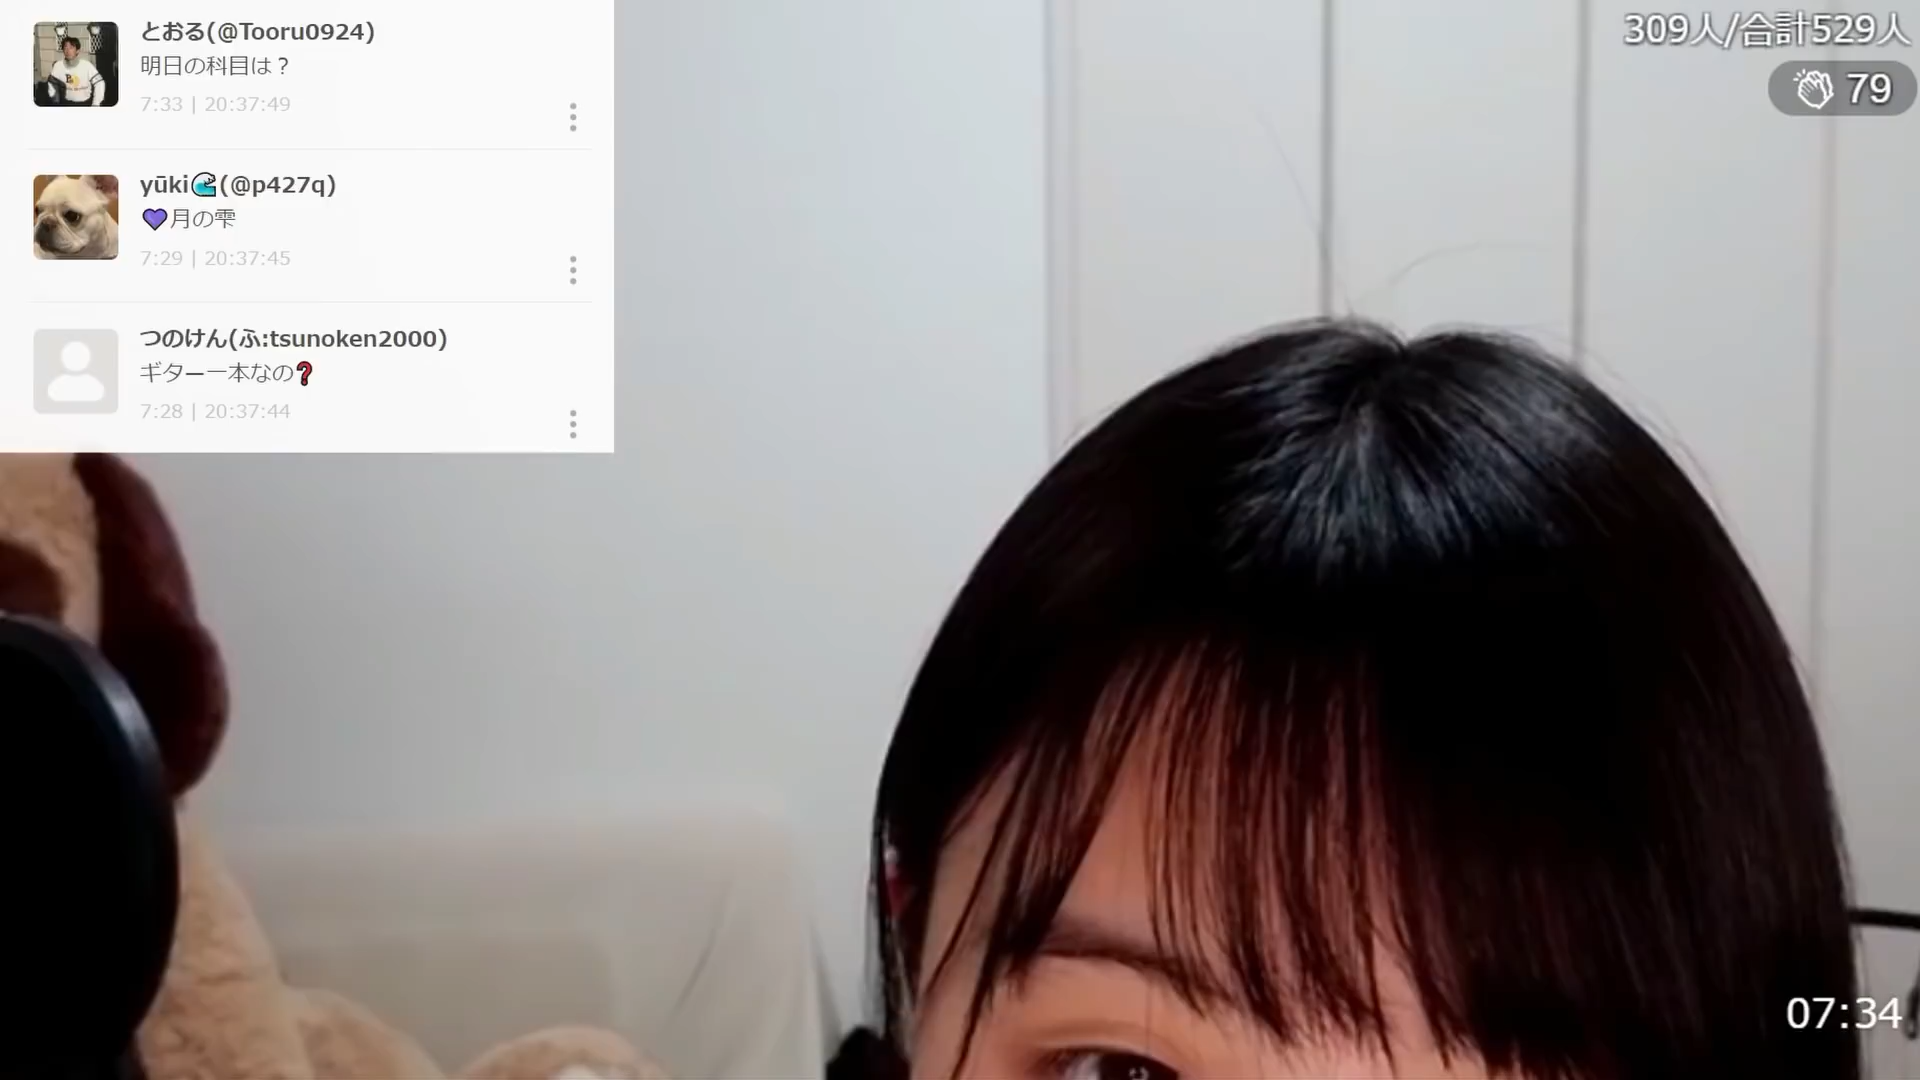 とおる(@Tooru0924)
明日の科目は？
7:33 | 20:37:49
yūki🌊(@p427q)
💜月の雫
7:29 | 20:37:45
つのけん(ふ:tsunoken2000)
ギター一本なの❓
7:28 | 20:37:44
309人/合計529人
79
07:34